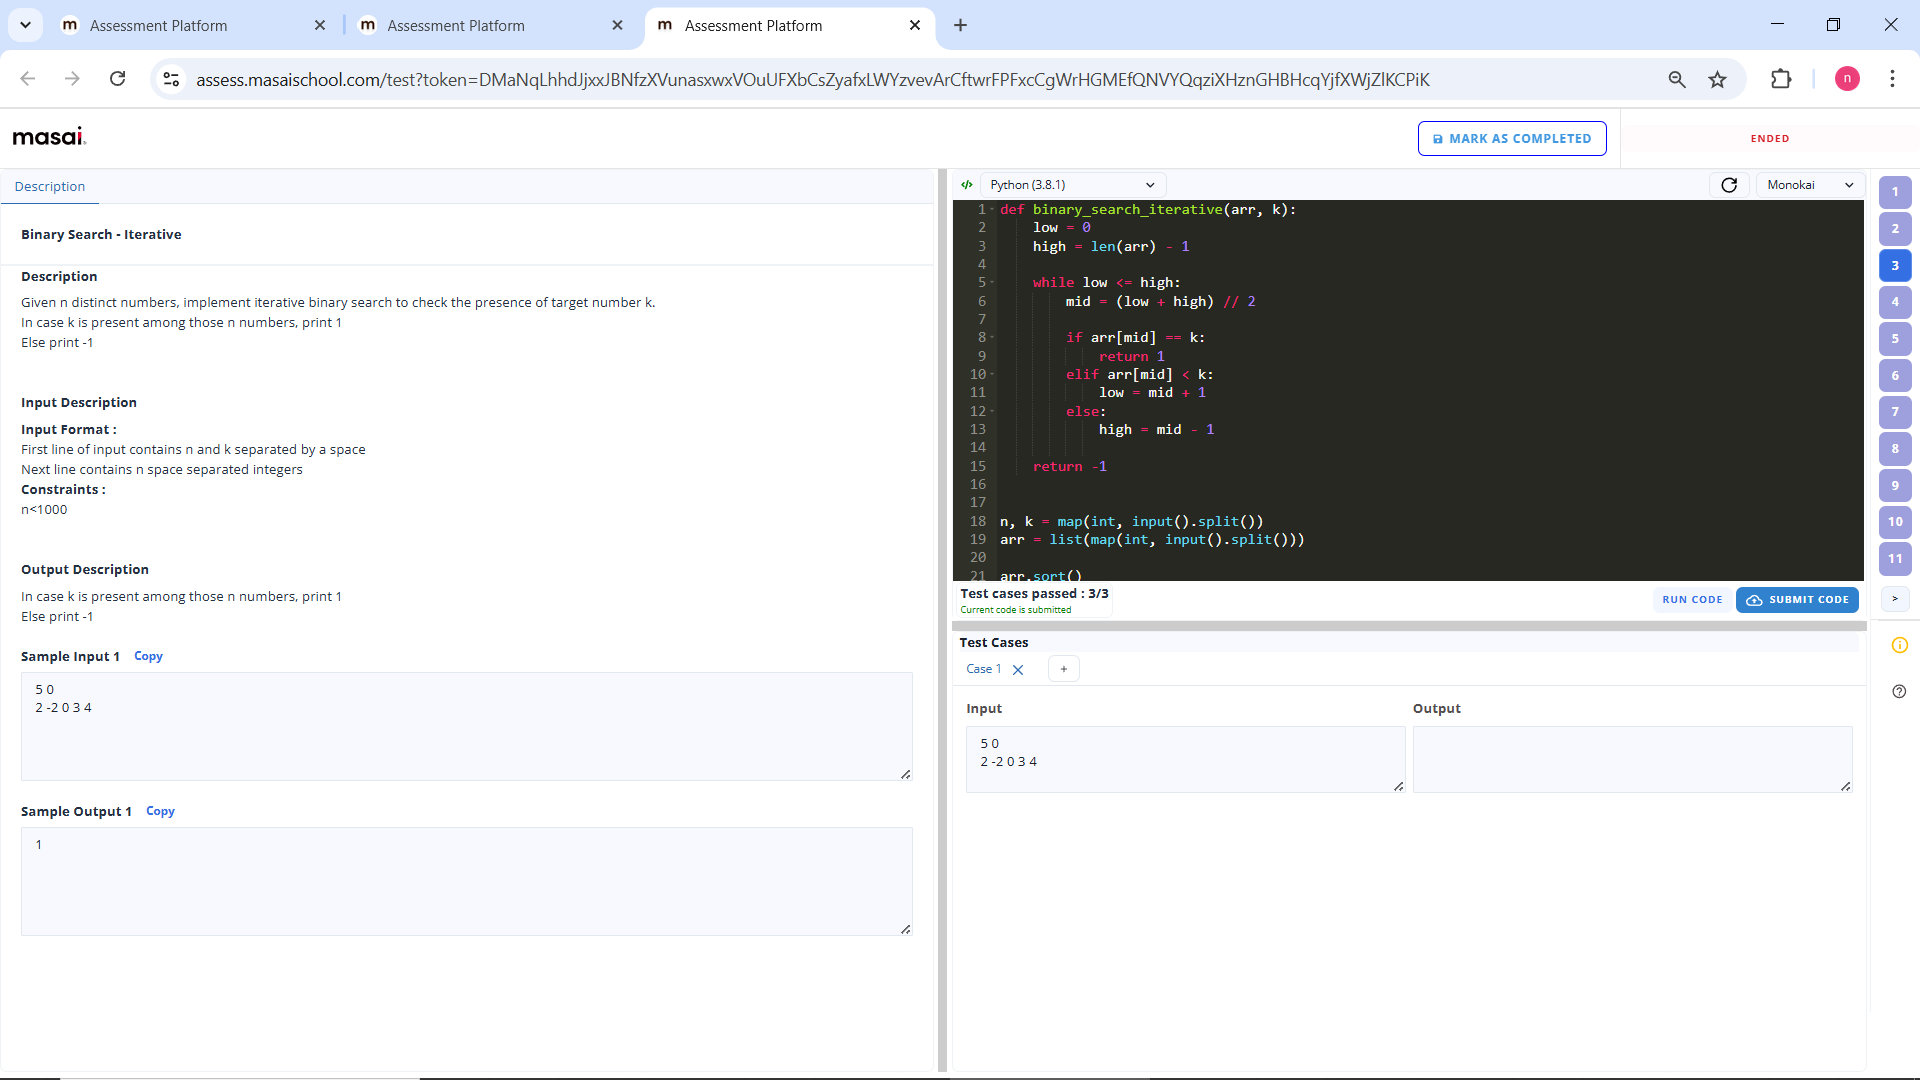 m Assessment Platform
m Assessment Platform
m Assessment Platform
assess.masaischool.com/test?token=DMaNqLhhdJjxxJBNfzXVunasxwxVOuUFXbCsZyafxLWYzvevArCftwrFPFxcCgWrHGMEfQNVYQqziXHznGHBHcqYjfXWjZlKCPiK
n
masai.
MARK AS COMPLETED
ENDED
Description
Binary Search - Iterative
Description
Given n distinct numbers, implement iterative binary search to check the presence of target number k.
In case k is present among those n numbers, print 1
Else print -1
Input Description
Input Format :
First line of input contains n and k separated by a space
Next line contains n space separated integers
Constraints :
n<1000
Output Description
In case k is present among those n numbers, print 1
Else print -1
Sample Input 1 Copy
5 0
2 -2 0 3 4
Sample Output 1 Copy
1
Python (3.8.1)
Monokai
1 def binary_search_iterative(arr, k):
2     low = 0
3     high = len(arr) - 1
4
5     while low <= high:
6         mid = (low + high) // 2
7
8         if arr[mid] == k:
9             return 1
10         elif arr[mid] < k:
11             low = mid + 1
12         else:
13             high = mid - 1
14
15     return -1
16
17
18 n, k = map(int, input().split())
19 arr = list(map(int, input().split()))
20
21 arr.sort()
Test cases passed : 3/3
Current code is submitted
RUN CODE
SUBMIT CODE
Test Cases
Case 1
+
Input
Output
5 0
2 -2 0 3 4
1
2
3
4
5
6
7
8
9
10
11
>